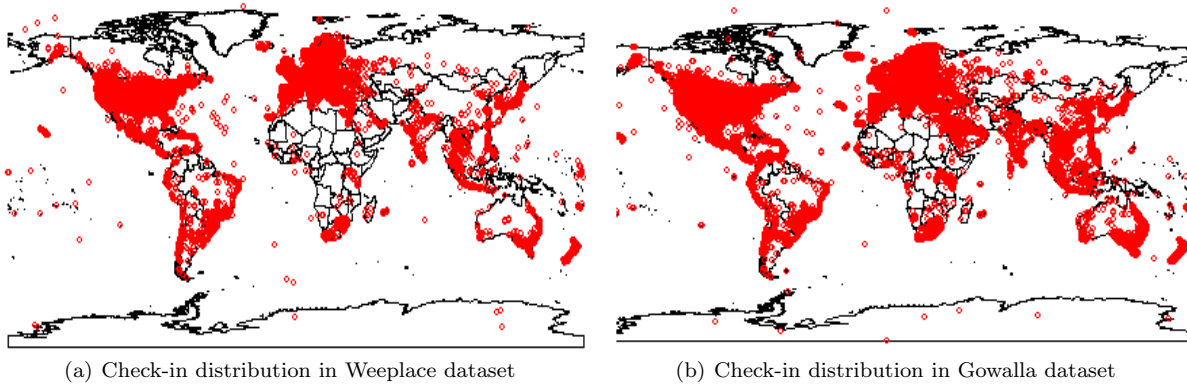 (a) Check-in distribution in Weeplace dataset
(b) Check-in distribution in Gowalla dataset